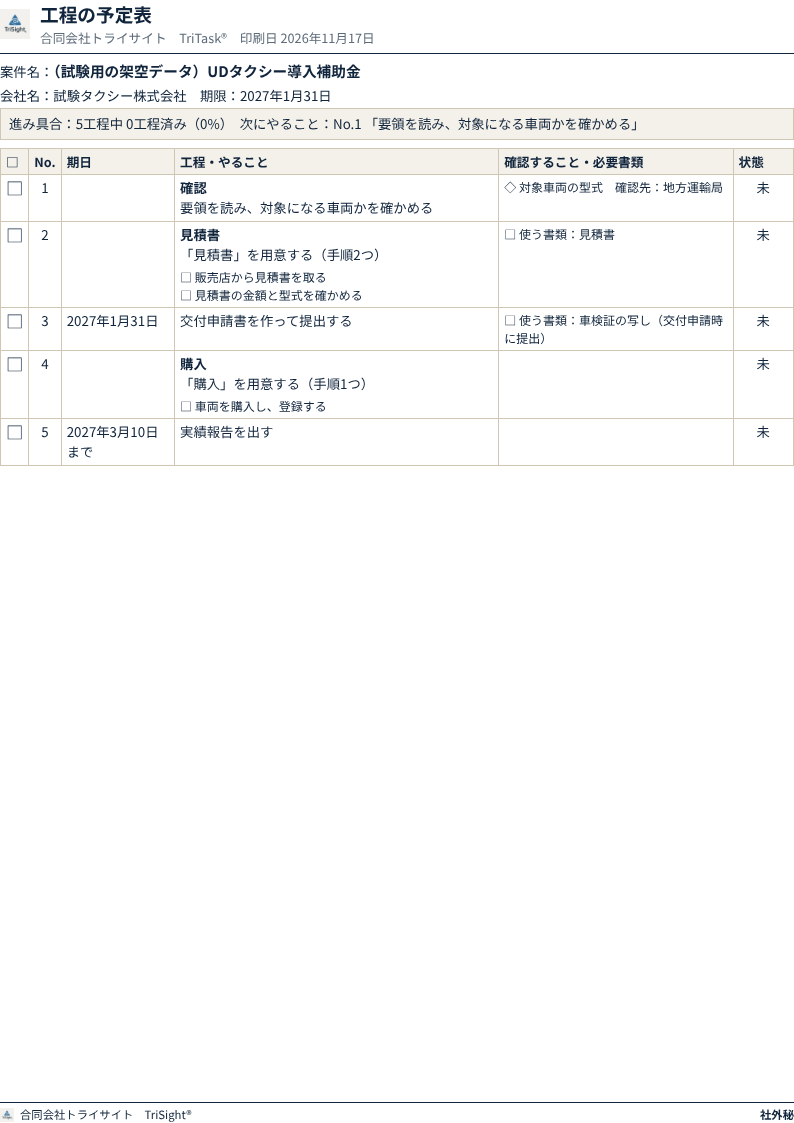 TriSight
工程の予定表
合同会社トライサイト　TriTask®　印刷日 2026年11月17日
案件名：（試験用の架空データ）UDタクシー導入補助金
会社名：試験タクシー株式会社　期限：2027年1月31日
進み具合：5工程中 0工程済み（0%）　次にやること：No.1 「要領を読み、対象になる車両かを確かめる」
☐ No. 期日 工程・やること 確認すること・必要書類 状態
☐ 1 確認 ◇ 対象車両の型式　確認先：地方運輸局 未
要領を読み、対象になる車両かを確かめる
☐ 2 見積書 ☐ 使う書類：見積書 未
「見積書」を用意する（手順2つ）
☐ 販売店から見積書を取る
☐ 見積書の金額と型式を確かめる
☐ 3 2027年1月31日 交付申請書を作って提出する ☐ 使う書類：車検証の写し（交付申請時 未
に提出）
☐ 4 購入 未
「購入」を用意する（手順1つ）
☐ 車両を購入し、登録する
☐ 5 2027年3月10日 実績報告を出す 未
まで
合同会社トライサイト　TriSight® 社外秘